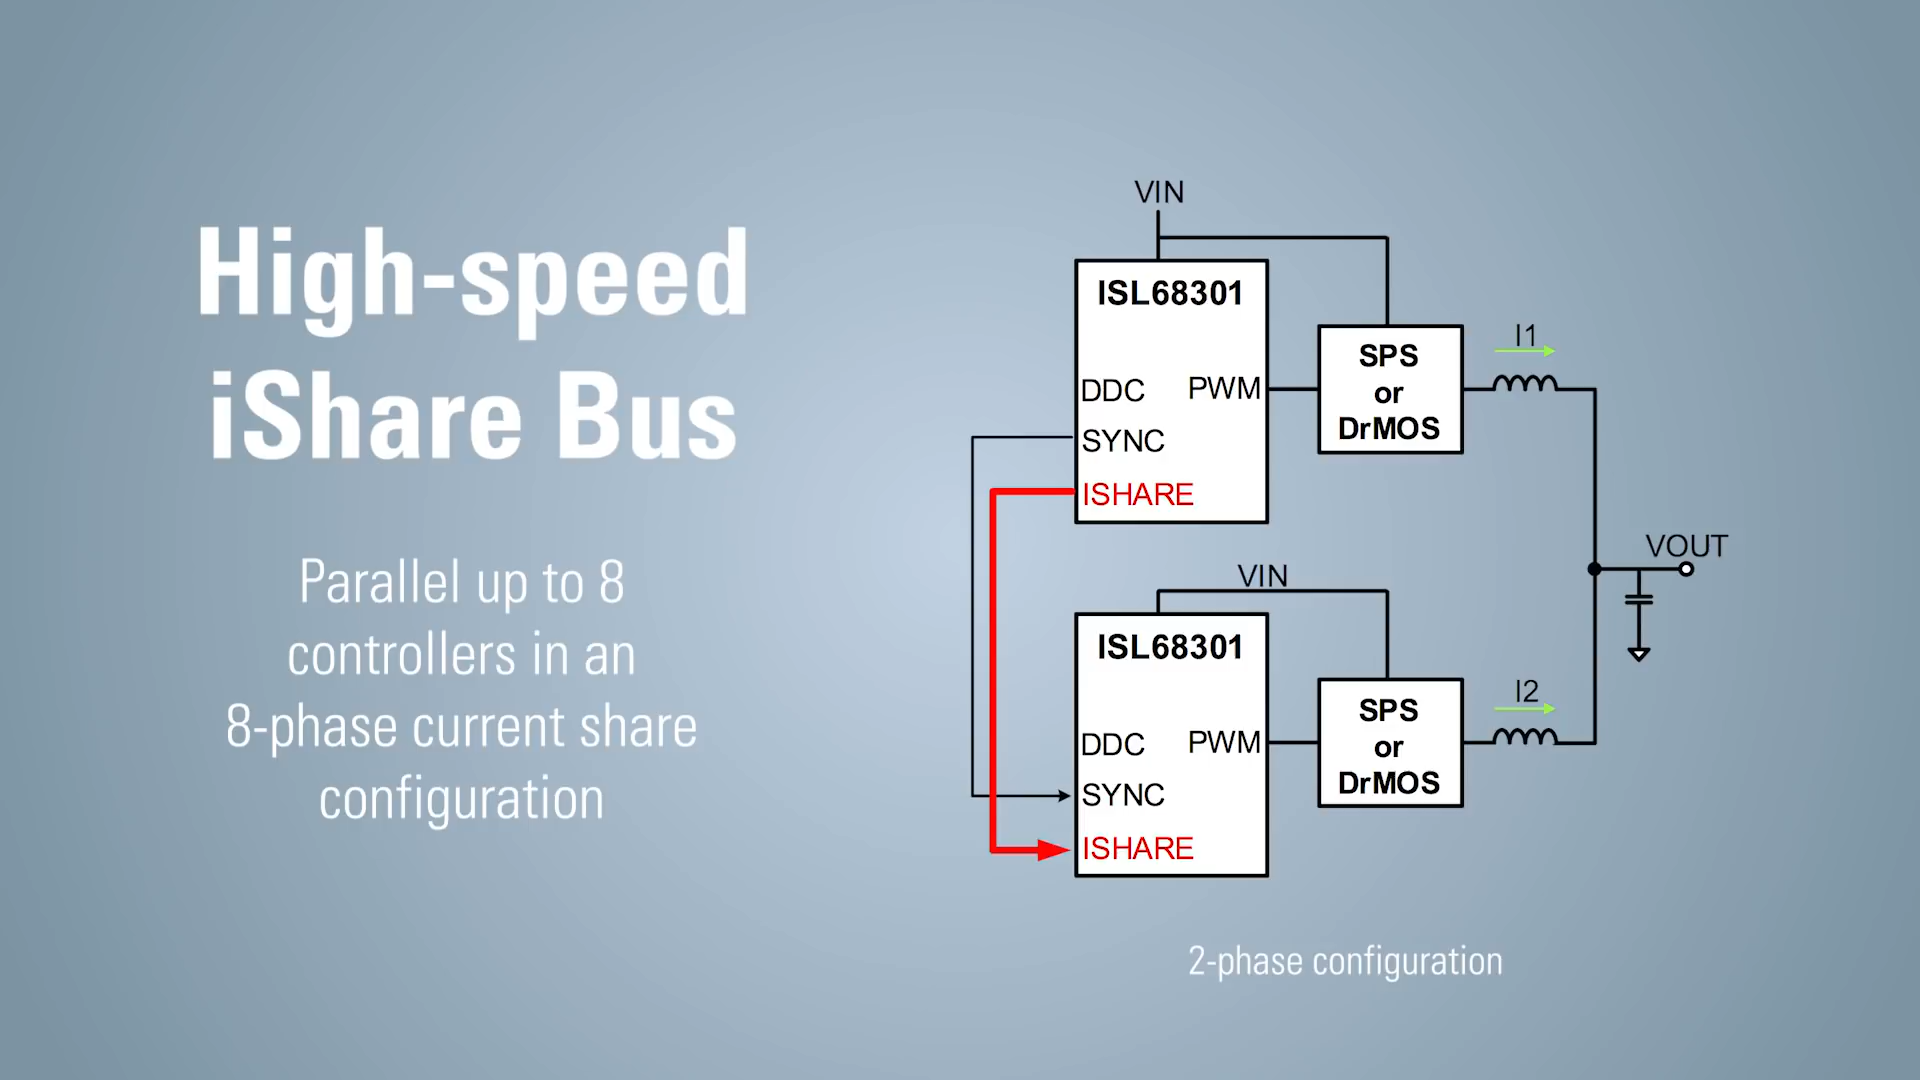 High-speed
iShare Bus
Parallel up to 8
controllers in an
8-phase current share
configuration
VIN
ISL68301
DDC
PWM
SYNC
ISHARE
SPS
or
DrMOS
I1
VOUT
VIN
ISL68301
DDC
PWM
SYNC
ISHARE
SPS
or
DrMOS
I2
2-phase configuration